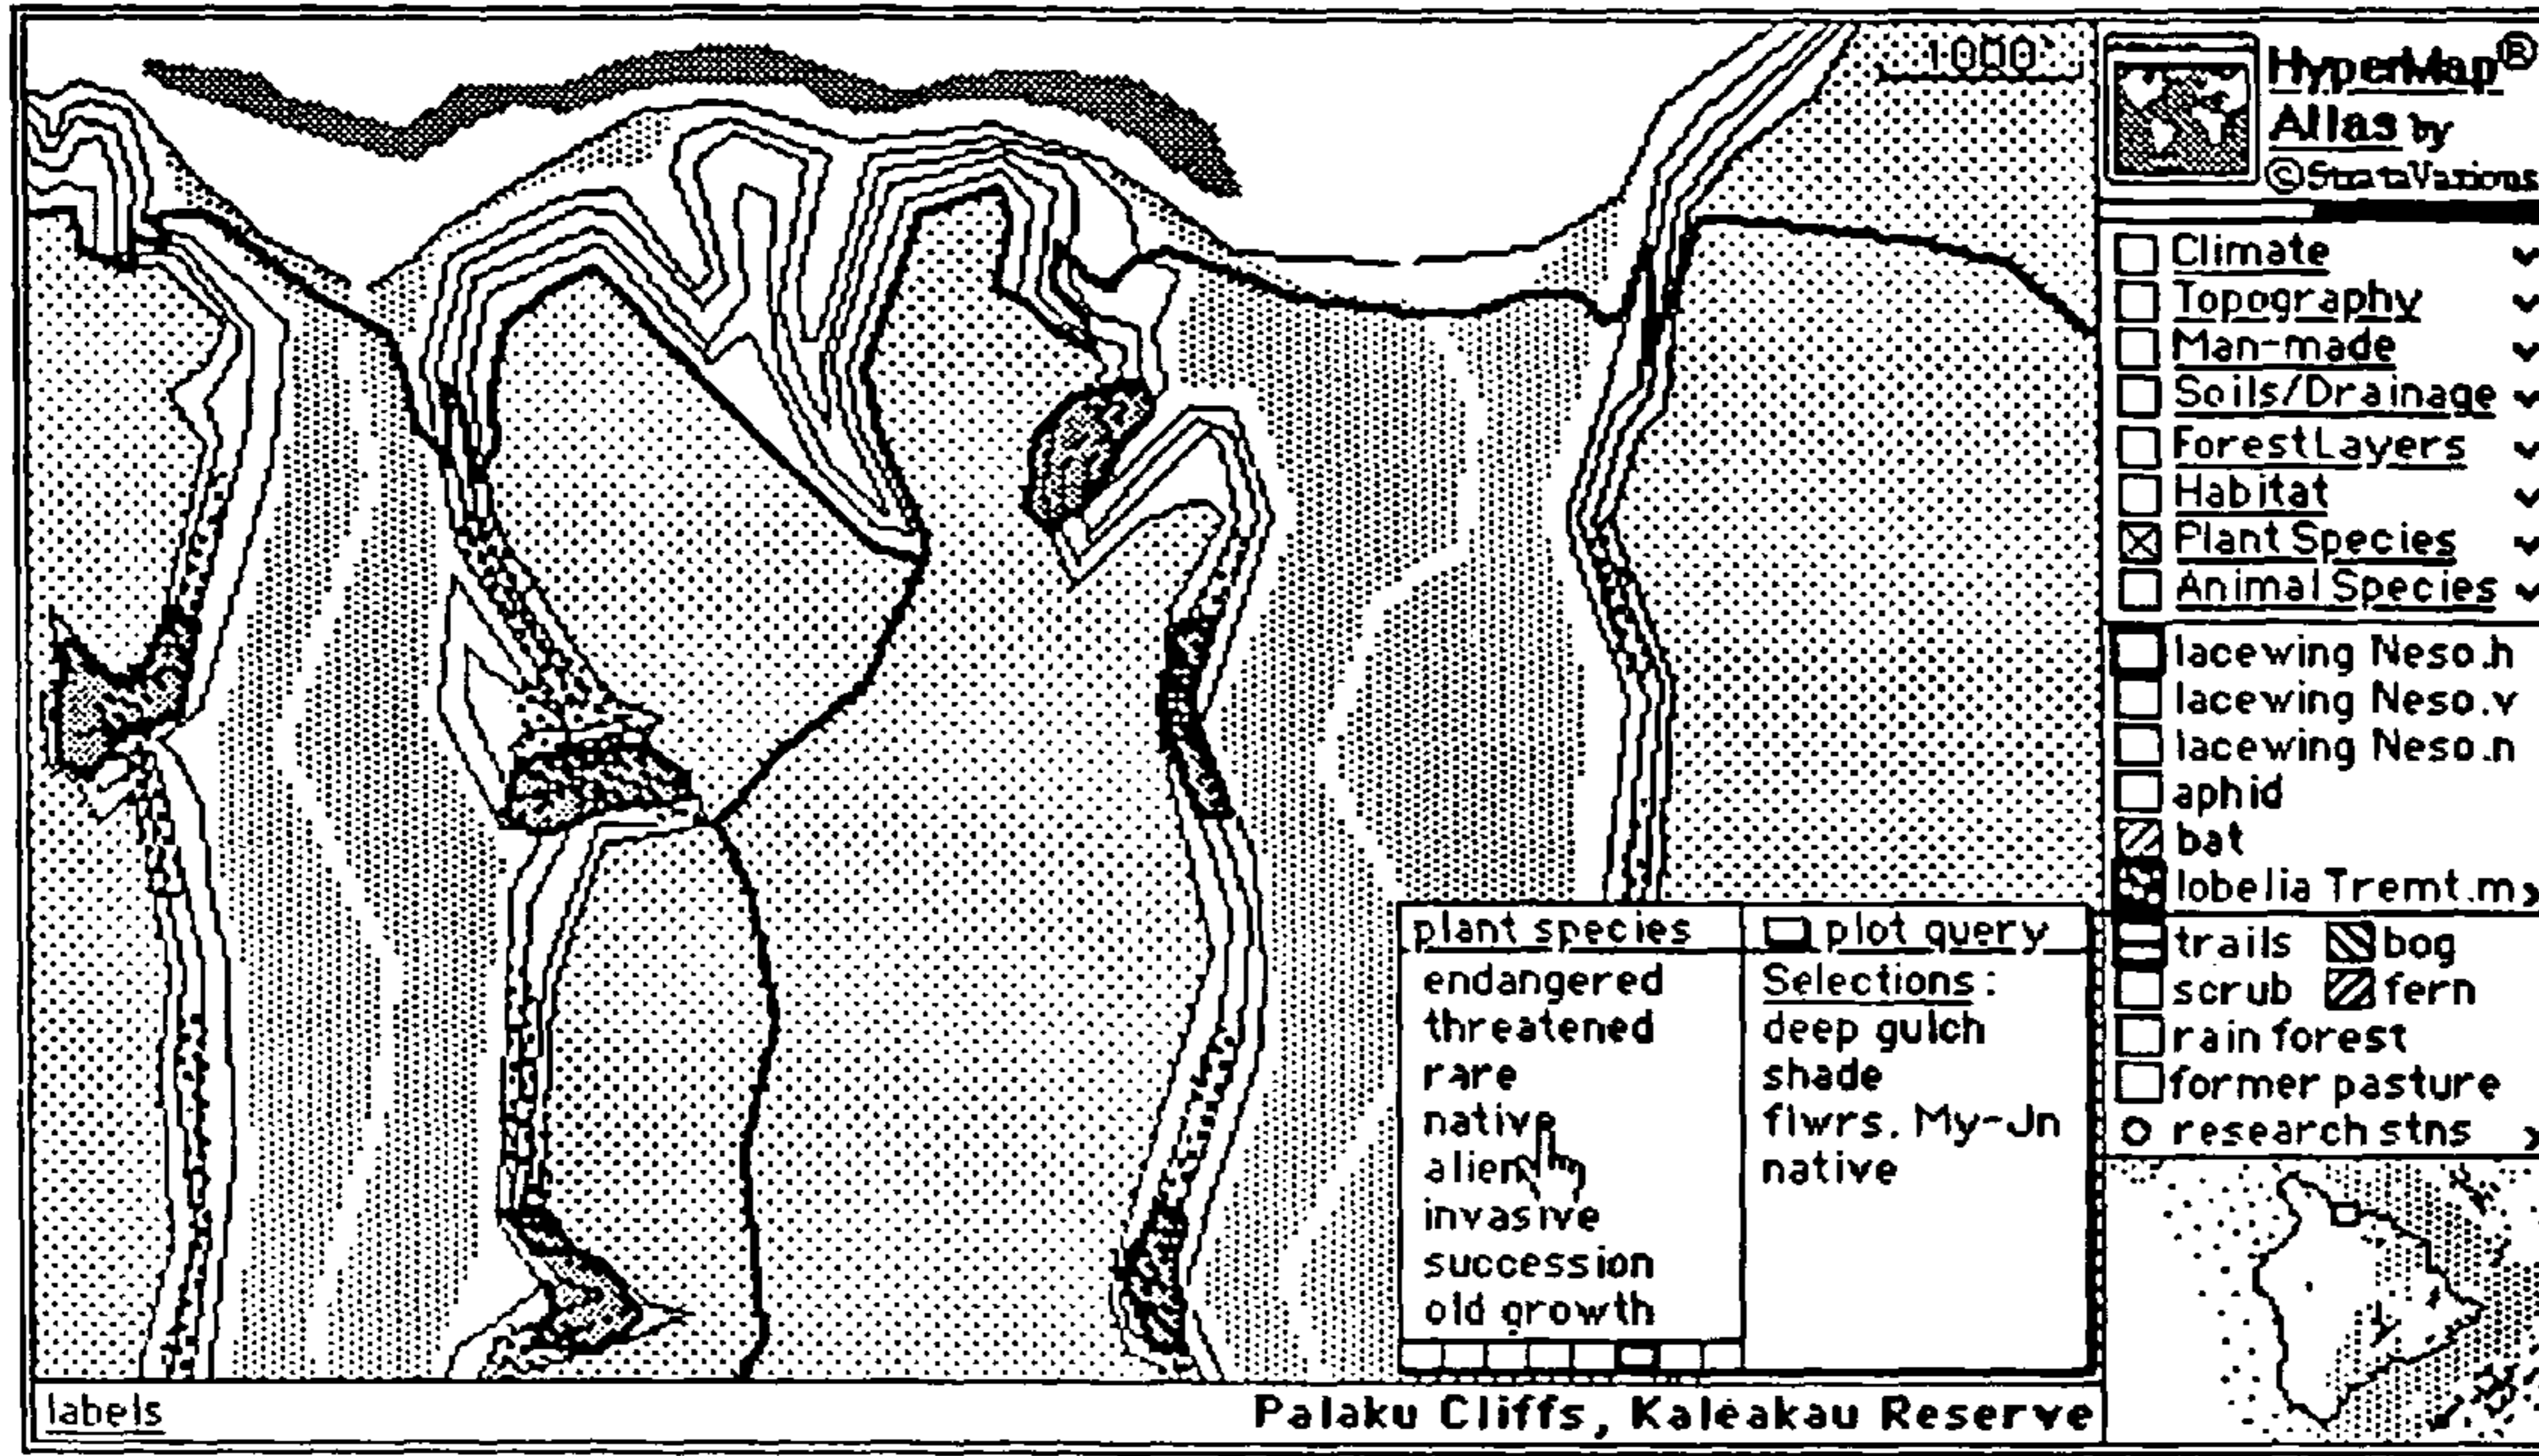 1000'
HyperMap®
Atlas by
©StrataVarious
Climate
Topography
Man-made
Soils/Drainage
Forest Layers
Habitat
Plant Species
Animal Species
lacewing Neso.h
lacewing Neso.v
lacewing Neso.n
aphid
bat
lobelia Tremt.m
trails bog
scrub fern
rain forest
former pasture
research stns
plant species
endangered
threatened
rare
native
alien
invasive
succession
old growth
plot query
Selections:
deep gulch
shade
flwrs. My-Jn
native
labels
Palaku Cliffs, Kaleakau Reserve